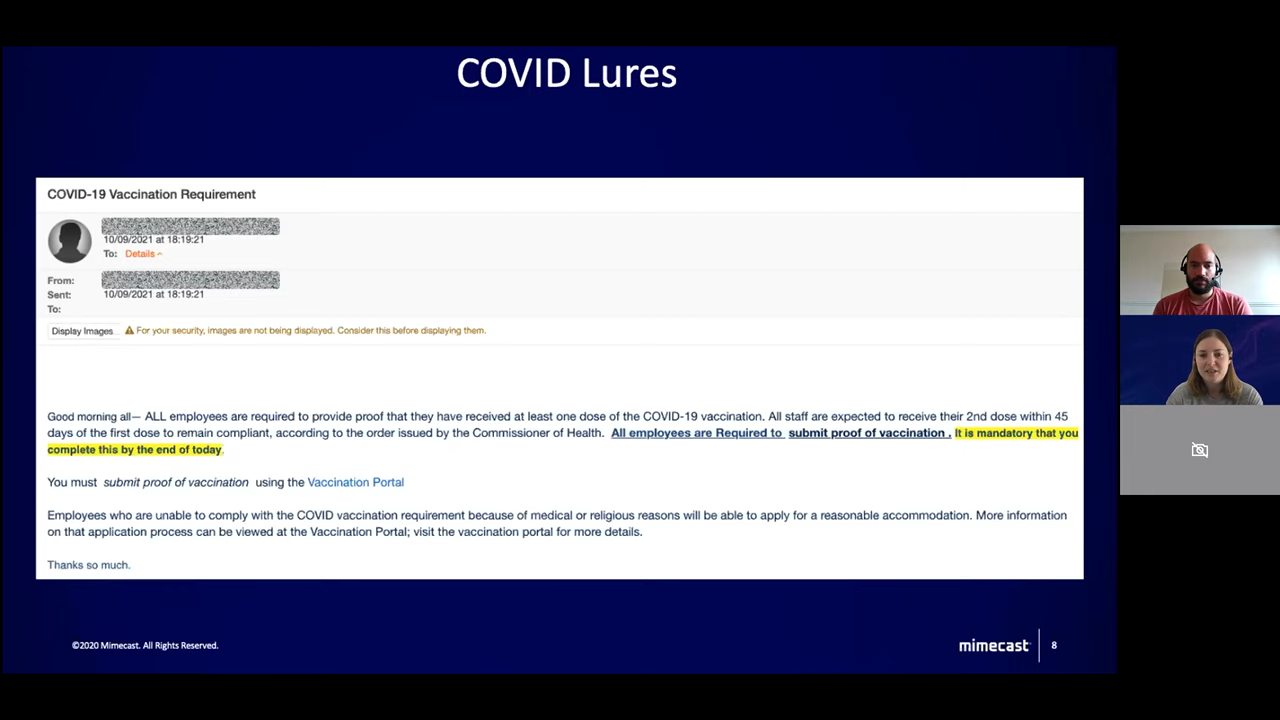 COVID Lures
COVID-19 Vaccination Requirement
10/09/2021 at 18:19:21
To: Details
From:
Sent: 10/09/2021 at 18:19:21
To:
Display Images... For your security, images are not being displayed. Consider this before displaying them.
Good morning all— ALL employees are required to provide proof that they have received at least one dose of the COVID-19 vaccination. All staff are expected to receive their 2nd dose within 45
days of the first dose to remain compliant, according to the order issued by the Commissioner of Health. All employees are Required to submit proof of vaccination . It is mandatory that you
complete this by the end of today.
You must submit proof of vaccination using the Vaccination Portal
Employees who are unable to comply with the COVID vaccination requirement because of medical or religious reasons will be able to apply for a reasonable accommodation. More information
on that application process can be viewed at the Vaccination Portal; visit the vaccination portal for more details.
Thanks so much.
©2020 Mimecast. All Rights Reserved.
mimecast 8